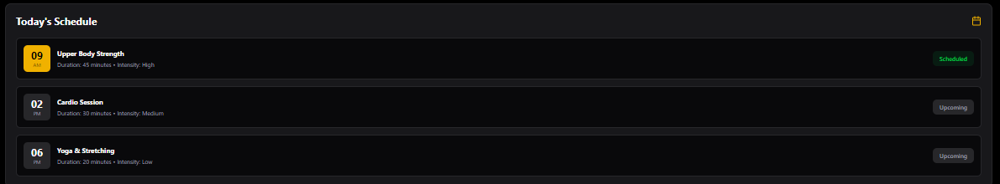 Today's Schedule
09
AM
Upper Body Strength
Duration: 45 minutes • Intensity: High
Scheduled
02
PM
Cardio Session
Duration: 30 minutes • Intensity: Medium
Upcoming
06
PM
Yoga & Stretching
Duration: 20 minutes • Intensity: Low
Upcoming